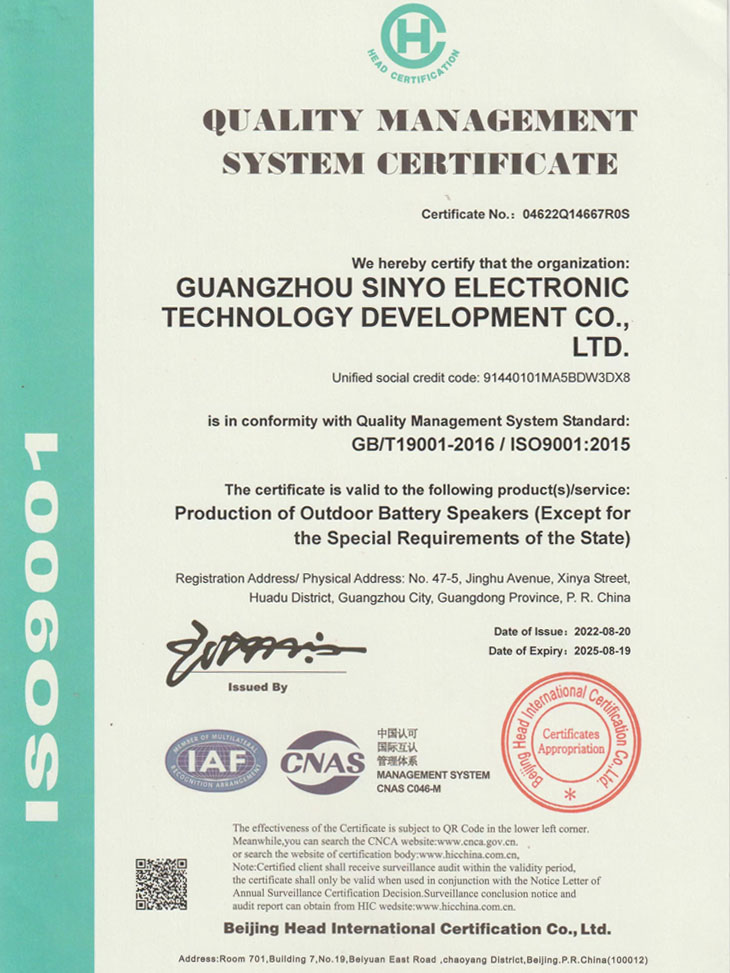 HEAD CERTIFICATION
QUALITY MANAGEMENT
SYSTEM CERTIFICATE
Certificate No.: 04622Q14667R0S
We hereby certify that the organization:
GUANGZHOU SINYO ELECTRONIC
TECHNOLOGY DEVELOPMENT CO.,
LTD.
Unified social credit code: 91440101MA5BDW3DX8
is in conformity with Quality Management System Standard:
GB/T19001-2016 / ISO9001:2015
The certificate is valid to the following product(s)/service:
Production of Outdoor Battery Speakers (Except for
the Special Requirements of the State)
Registration Address/ Physical Address: No. 47-5, Jinghu Avenue, Xinya Street,
Huadu District, Guangzhou City, Guangdong Province, P. R. China
Date of Issue: 2022-08-20
Date of Expiry: 2025-08-19
Issued By
ISO9001
MEMBER OF MULTILATERAL
IAF
RECOGNITION ARRANGEMENT
CNAS
中国认可
国际互认
管理体系
MANAGEMENT SYSTEM
CNAS C046-M
Beijing Head International Certification Co.,Ltd.
Certificates
Appropriation
The effectiveness of the Certificate is subject to QR Code in the lower left corner.
Meanwhile,you can search the CNCA website:www.cnca.gov.cn.
or search the website of certification body:www.hicchina.com.cn,
Note:Certified client shall receive surveillance audit within the validity period,
the certificate shall only be valid when used in conjunction with the Notice Letter of
Annual Surveillance Certification Decision.Surveillance conclusion notice and
audit report can obtain from HIC wedsite:www.hicchina.com.cn.
Beijing Head International Certification Co., Ltd.
Address:Room 701,Building 7,No.19,Beiyuan East Road ,chaoyang District,Beijing.P.R.China(100012)